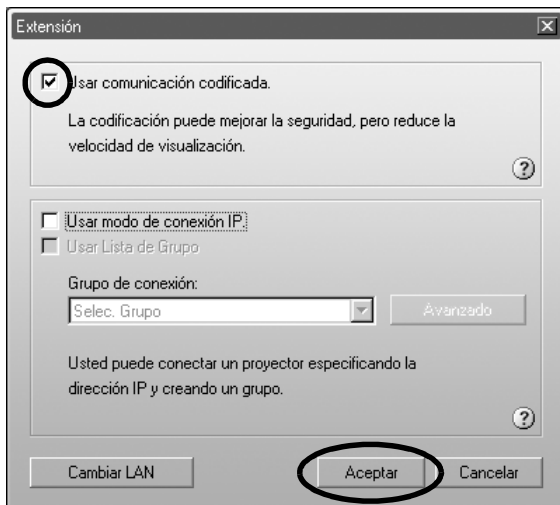 Extensión
Usar comunicación codificada.
La codificación puede mejorar la seguridad, pero reduce la
velocidad de visualización.
?
Usar modo de conexión IP.
Usar Lista de Grupo
Grupo de conexión:
Selec. Grupo
Avanzado
Usted puede conectar un proyector especificando la
dirección IP y creando un grupo.
?
Cambiar LAN
Aceptar
Cancelar